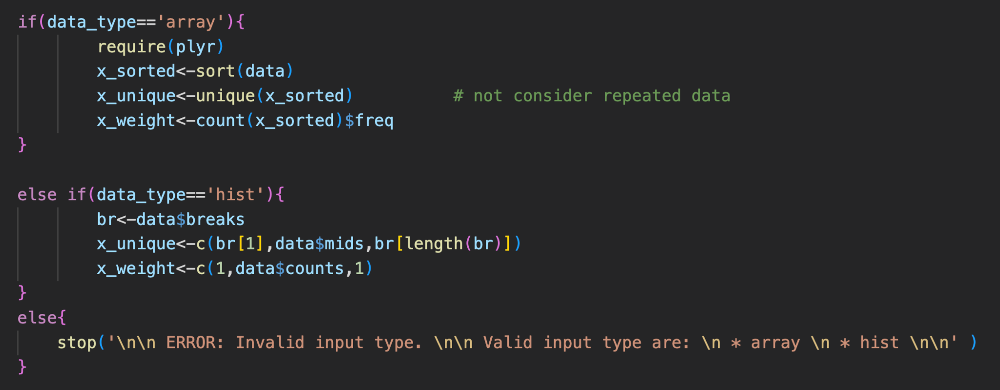 if(data_type=='array'){
        require(plyr)
        x_sorted<-sort(data)
        x_unique<-unique(x_sorted)          # not consider repeated data
        x_weight<-count(x_sorted)$freq
}
else if(data_type=='hist'){
        br<-data$breaks
        x_unique<-c(br[1],data$mids,br[length(br)])
        x_weight<-c(1,data$counts,1)
}
else{
    stop('\n\n ERROR: Invalid input type. \n\n Valid input type are: \n * array \n * hist \n\n' )
}